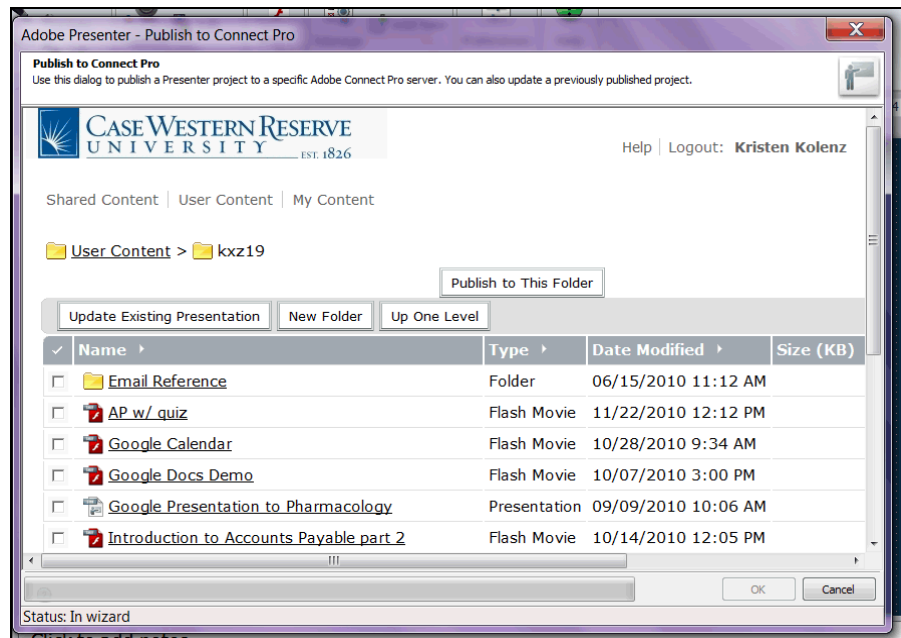 Adobe Presenter - Publish to Connect Pro
X
Publish to Connect Pro
Use this dialog to publish a Presenter project to a specific Adobe Connect Pro server. You can also update a previously published project.
CASE WESTERN RESERVE
UNIVERSITY EST. 1826
Help | Logout: Kristen Kolenz
Shared Content | User Content | My Content
User Content > kxz19
Publish to This Folder
Update Existing Presentation New Folder Up One Level
Name Type Date Modified Size (KB)
Email Reference Folder 06/15/2010 11:12 AM
AP w/ quiz Flash Movie 11/22/2010 12:12 PM
Google Calendar Flash Movie 10/28/2010 9:34 AM
Google Docs Demo Flash Movie 10/07/2010 3:00 PM
Google Presentation to Pharmacology Presentation 09/09/2010 10:06 AM
Introduction to Accounts Payable part 2 Flash Movie 10/14/2010 12:05 PM
OK Cancel
Status: In wizard
Click to add notes